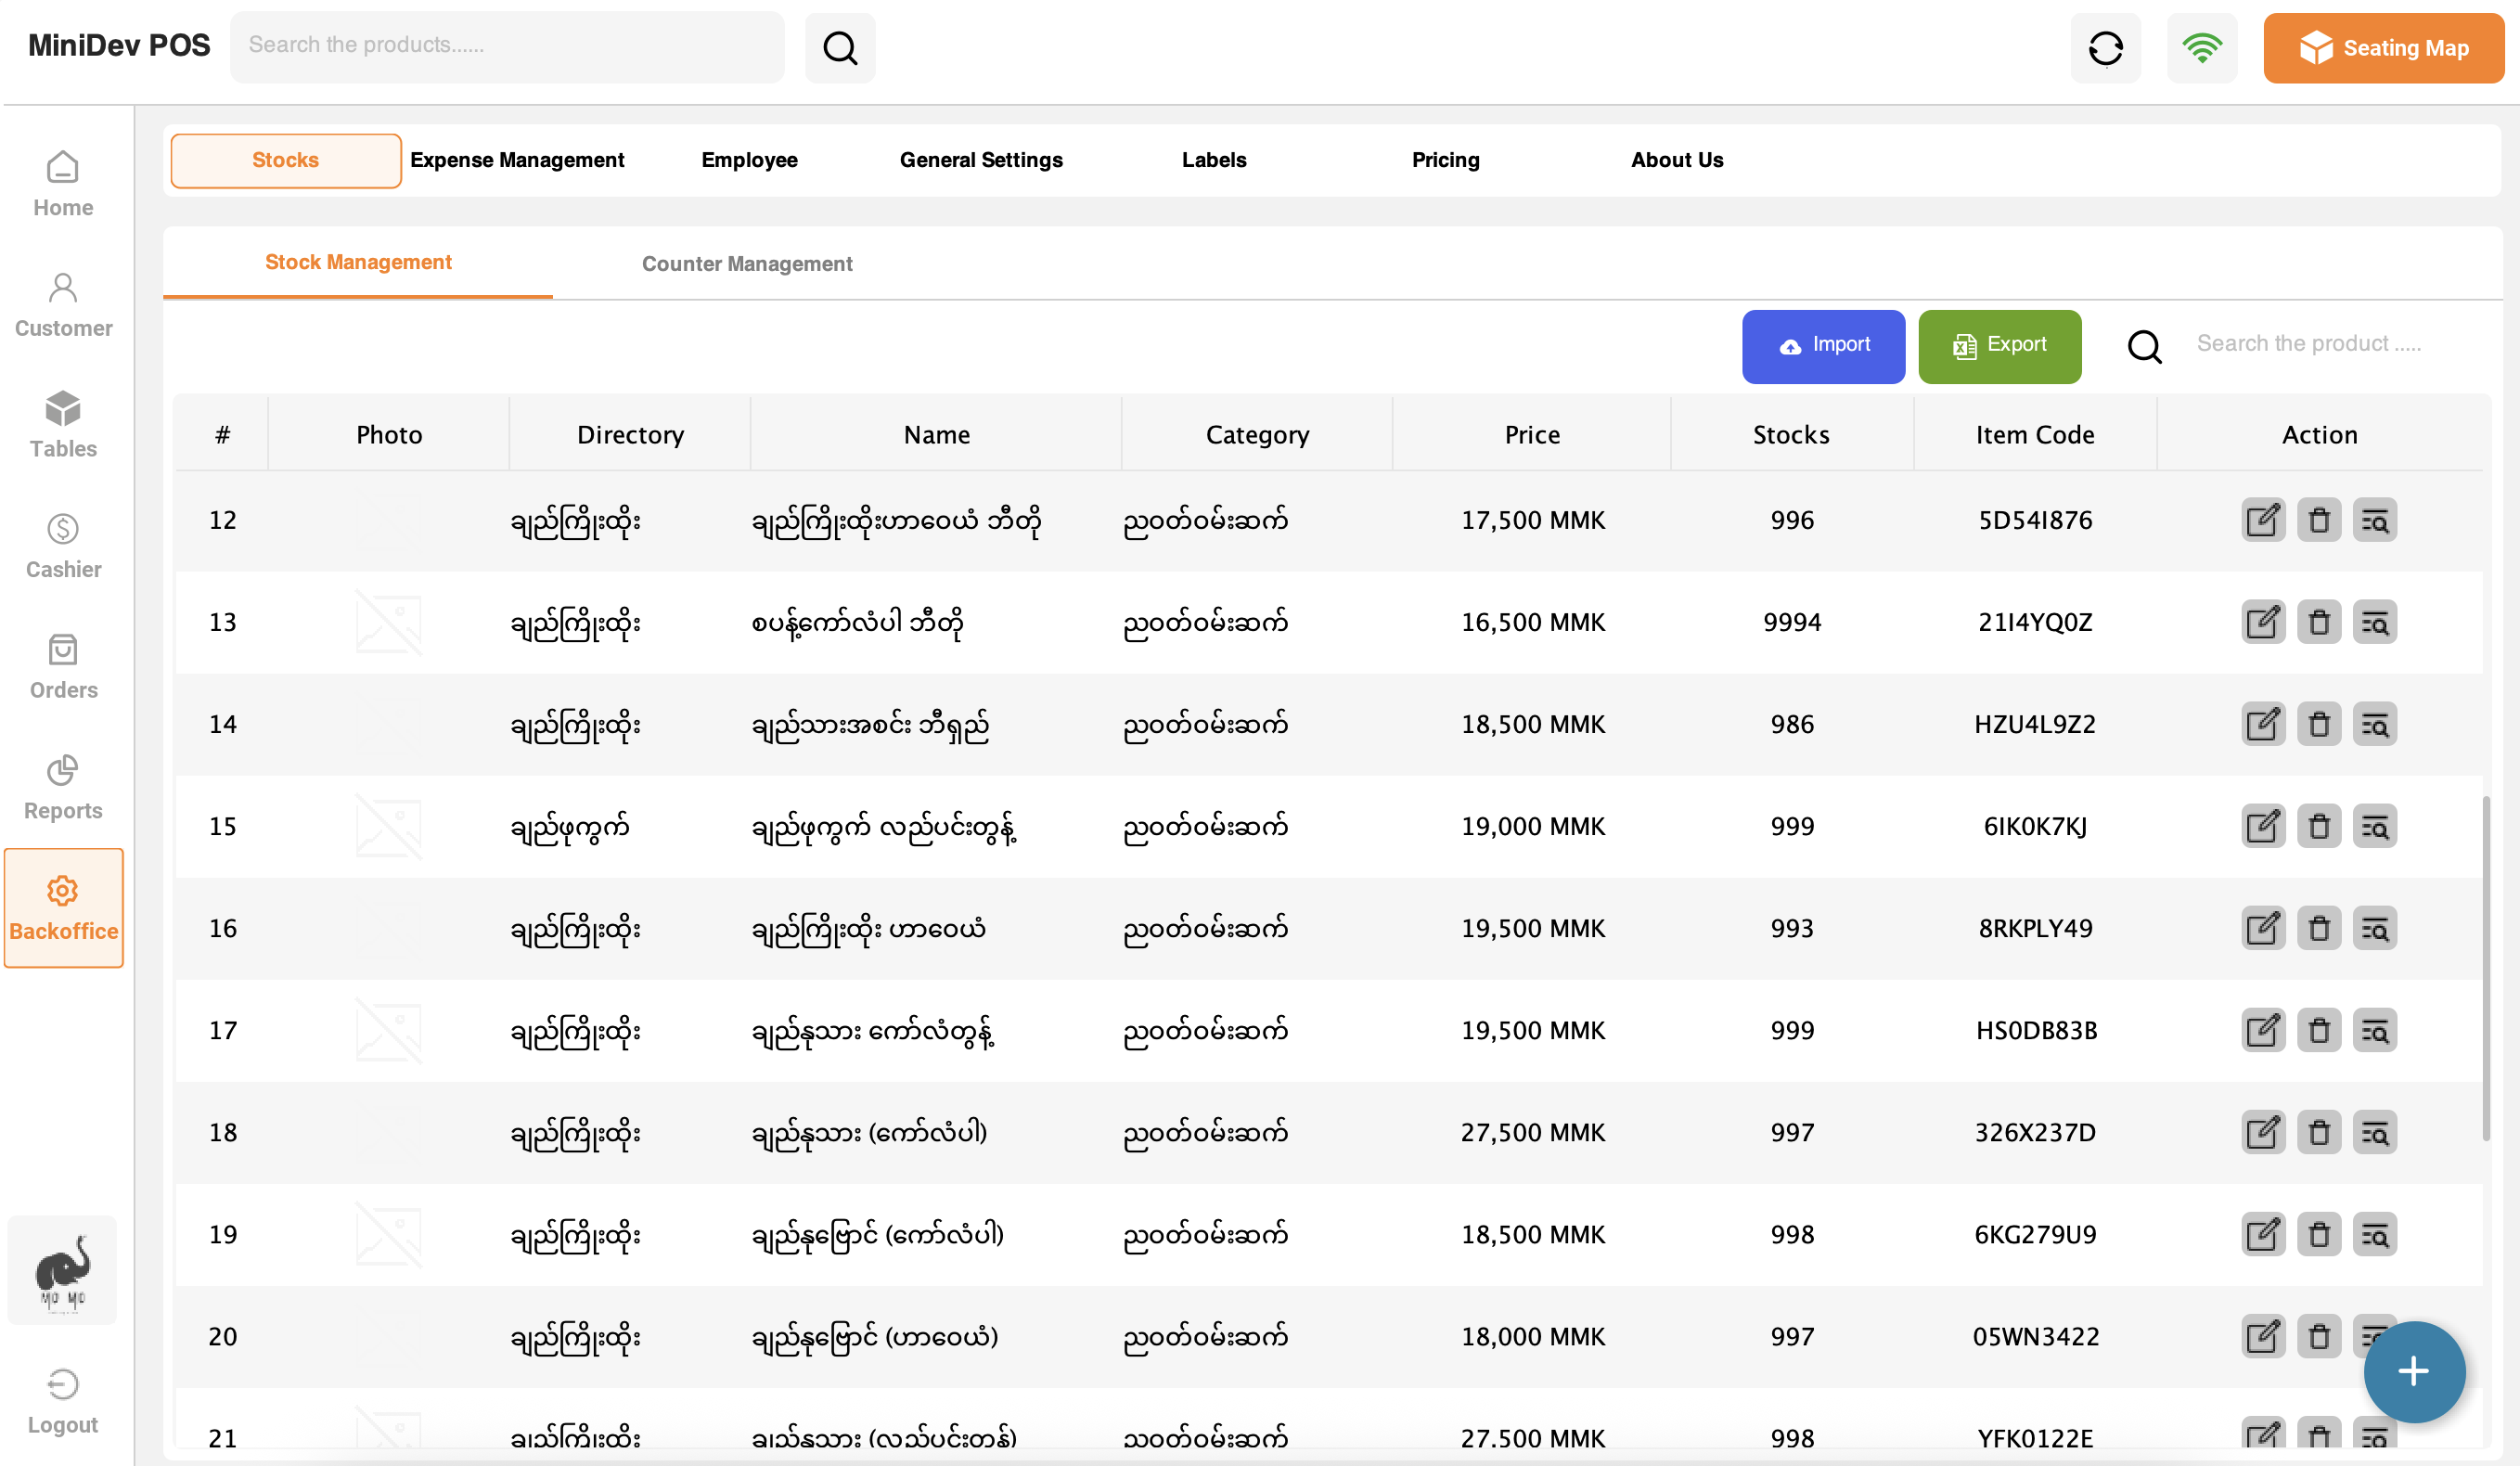 MiniDev POS
Search the products......
Seating Map
Home
Customer
Tables
Cashier
Orders
Reports
Backoffice
Logout
Stocks Expense Management Employee General Settings Labels Pricing About Us
Stock Management Counter Management
Import Export Search the product .....
# Photo Directory Name Category Price Stocks Item Code Action
12 ချည်ကြိုးထိုး ချည်ကြိုးထိုးဟာဝေယံ ဘီတို ညဝတ်ဝမ်းဆက် 17,500 MMK 996 5D54I876
13 ချည်ကြိုးထိုး စပန့်ကော်လံပါ ဘီတို ညဝတ်ဝမ်းဆက် 16,500 MMK 9994 21I4YQ0Z
14 ချည်ကြိုးထိုး ချည်သားအစင်း ဘီရှည် ညဝတ်ဝမ်းဆက် 18,500 MMK 986 HZU4L9Z2
15 ချည်ဖုကွက် ချည်ဖုကွက် လည်ပင်းတွန့် ညဝတ်ဝမ်းဆက် 19,000 MMK 999 6IK0K7KJ
16 ချည်ကြိုးထိုး ချည်ကြိုးထိုး ဟာဝေယံ ညဝတ်ဝမ်းဆက် 19,500 MMK 993 8RKPLY49
17 ချည်ကြိုးထိုး ချည်နုသား ကော်လံတွန့် ညဝတ်ဝမ်းဆက် 19,500 MMK 999 HS0DB83B
18 ချည်ကြိုးထိုး ချည်နုသား (ကော်လံပါ) ညဝတ်ဝမ်းဆက် 27,500 MMK 997 326X237D
19 ချည်ကြိုးထိုး ချည်နုဗြောင် (ကော်လံပါ) ညဝတ်ဝမ်းဆက် 18,500 MMK 998 6KG279U9
20 ချည်ကြိုးထိုး ချည်နုဗြောင် (ဟာဝေယံ) ညဝတ်ဝမ်းဆက် 18,000 MMK 997 05WN3422
21 ချည်ကြိုးထိုး ချည်နုသား (လည်ပင်းတွန့်) ညဝတ်ဝမ်းဆက် 27,500 MMK 998 YFK0122E
MO MO